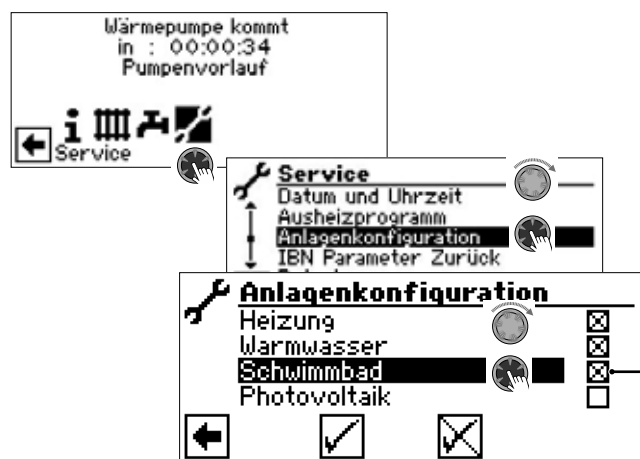 Wärmepumpe kommt
in : 00:00:34
Pumpenvorlauf
Service
Service
Datum und Uhrzeit
Ausheizprogramm
Anlagenkonfiguration
IBN Parameter Zurück
Anlagenkonfiguration
Heizung
Warmwasser
Schwimmbad
Photovoltaik